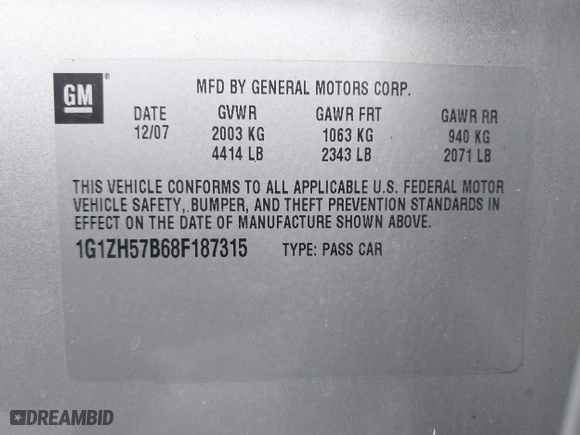 GM ®
MFD BY GENERAL MOTORS CORP.
DATE GVWR GAWR FRT GAWR RR
12/07 2003 KG 1063 KG 940 KG
4414 LB 2343 LB 2071 LB
THIS VEHICLE CONFORMS TO ALL APPLICABLE U.S. FEDERAL MOTOR
VEHICLE SAFETY, BUMPER, AND THEFT PREVENTION STANDARDS IN
EFFECT ON THE DATE OF MANUFACTURE SHOWN ABOVE.
1G1ZH57B68F187315 TYPE: PASS CAR
DREAMBID